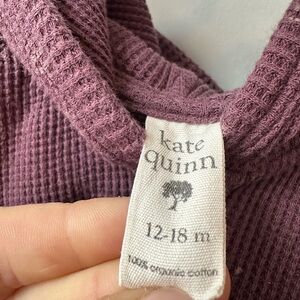 kate
quinn
12-18 m
100% organic cotton